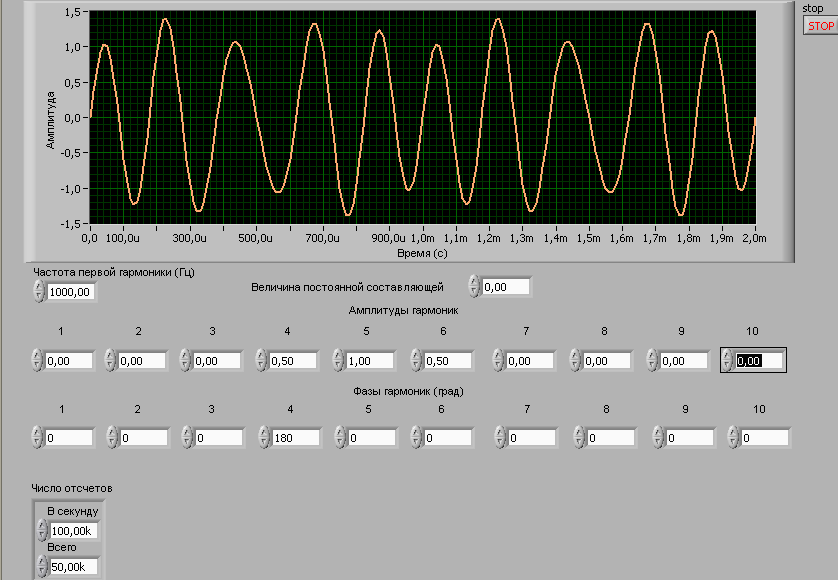 stop
STOP
1,5
1,0
0,5
0,0
-0,5
-1,0
-1,5
Амплитуда
0,0 100,0u 300,0u 500,0u 700,0u 900,0u 1,0m 1,1m 1,2m 1,3m 1,4m 1,5m 1,6m 1,7m 1,8m 1,9m 2,0m
Время (с)
Частота первой гармоники (Гц)
1000,00
Величина постоянной составляющей 0,00
Амплитуды гармоник
1 2 3 4 5 6 7 8 9 10
0,00 0,00 0,00 0,50 1,00 0,50 0,00 0,00 0,00 0,00
Фазы гармоник (град)
1 2 3 4 5 6 7 8 9 10
0 0 0 180 0 0 0 0 0 0
Число отсчетов
В секунду
100,00k
Всего
50,00k